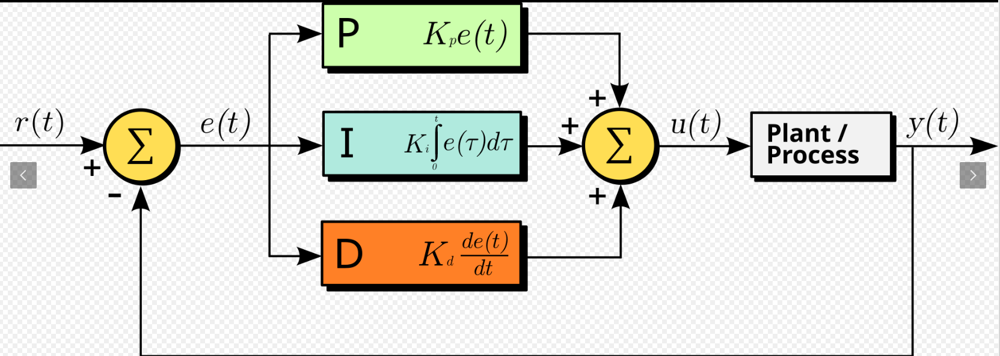 r(t)
+
-
Σ
e(t)
P K_p e(t)
I K_i ∫_0^t e(τ)dτ
D K_d de(t)/dt
+
+
+
Σ
u(t)
Plant /
Process
y(t)